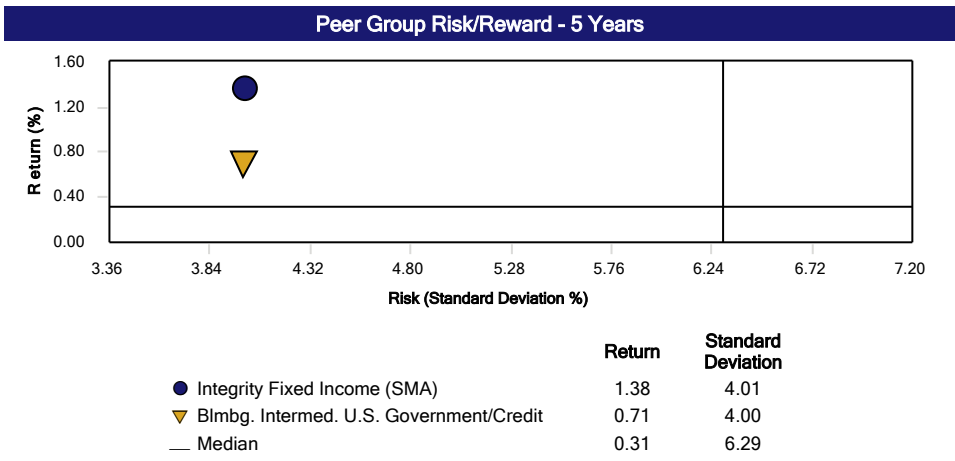 Peer Group Risk/Reward - 5 Years
1.60
1.20
0.80
0.40
0.00
R eturn (%)
3.36 3.84 4.32 4.80 5.28 5.76 6.24 6.72 7.20
Risk (Standard Deviation %)
Return Standard Deviation
Integrity Fixed Income (SMA) 1.38 4.01
Blmbg. Intermed. U.S. Government/Credit 0.71 4.00
Median 0.31 6.29